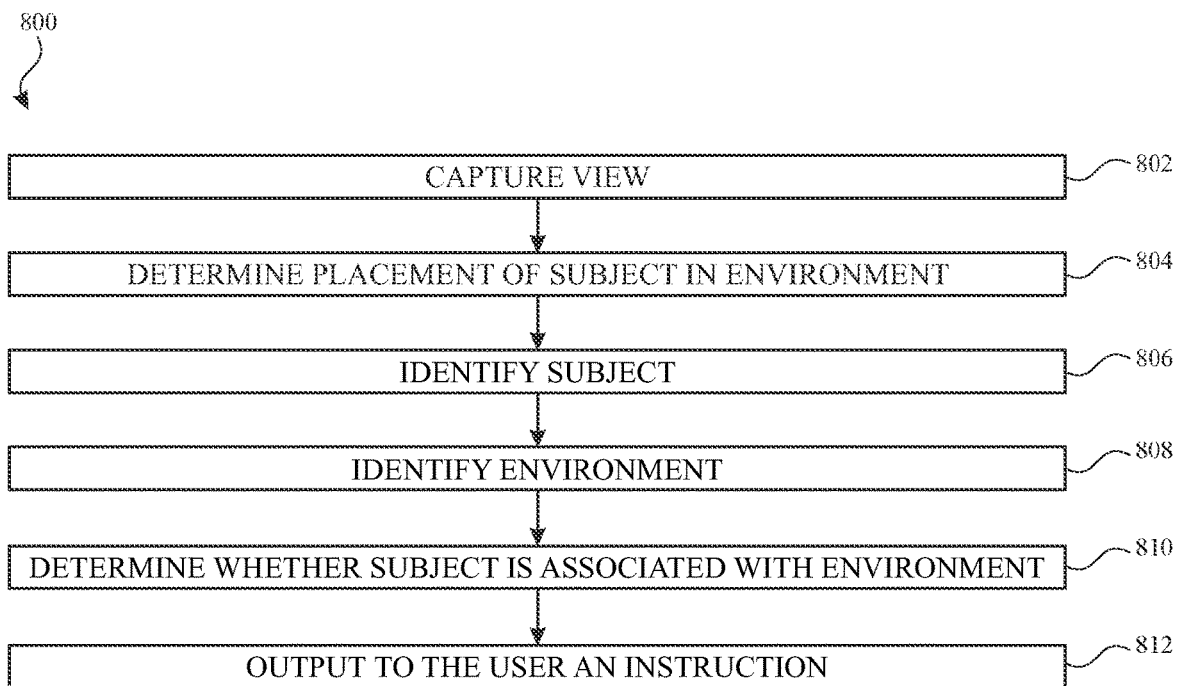 800
CAPTURE VIEW
802
DETERMINE PLACEMENT OF SUBJECT IN ENVIRONMENT
804
IDENTIFY SUBJECT
806
IDENTIFY ENVIRONMENT
808
DETERMINE WHETHER SUBJECT IS ASSOCIATED WITH ENVIRONMENT
810
OUTPUT TO THE USER AN INSTRUCTION
812